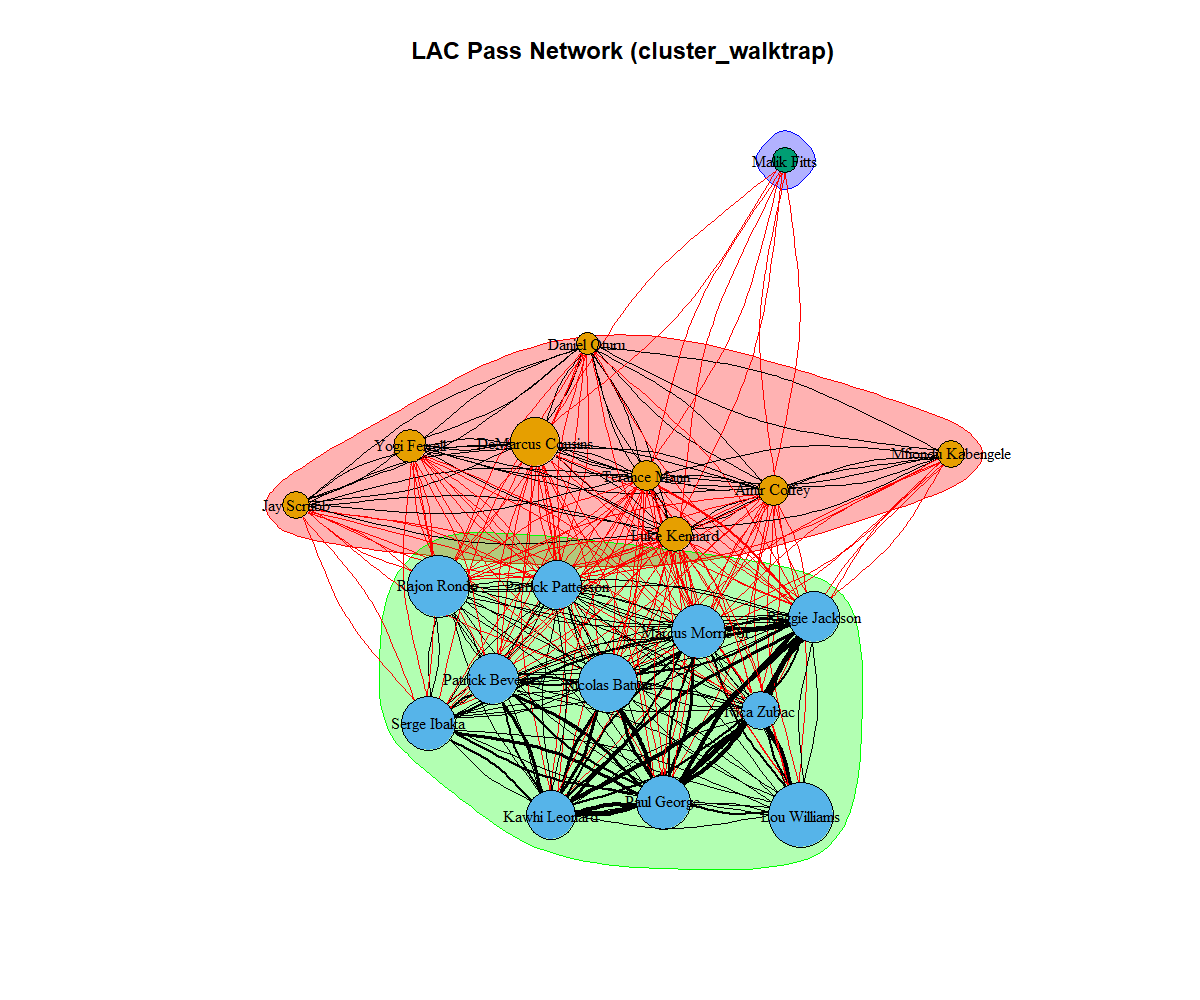 LAC Pass Network (cluster_walktrap)
Malik Fitts
Daniel Oturu
Yogi Ferrell
DeMarcus Cousins
Mfiondu Kabengele
Terance Mann
Amir Coffey
Jay Scrubb
Luke Kennard
Rajon Rondo
Patrick Patterson
Reggie Jackson
Marcus Morris Sr
Patrick Beverley
Nicolas Batum
Ivica Zubac
Serge Ibaka
Paul George
Kawhi Leonard
Lou Williams